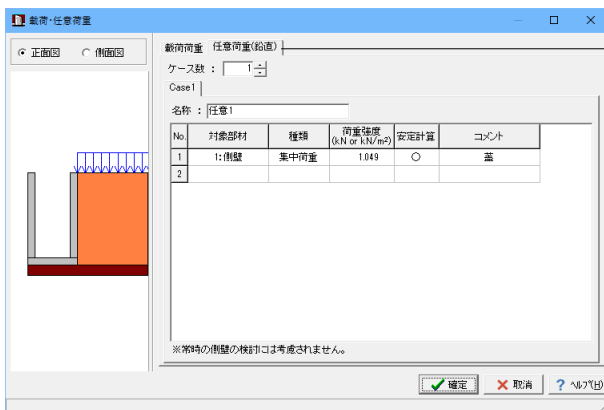 載荷・任意荷重
正面図 側面図
載荷荷重 任意荷重(鉛直)
ケース数 : 1
Case1
名称 : 任意1
No. 対象部材 種類 荷重強度(kN or kN/m²) 安定計算 コメント
1 1:側壁 集中荷重 1.049 ○ 蓋
2
※常時の側壁の検討には考慮されません。
確定 取消 ? ヘルプ(H)